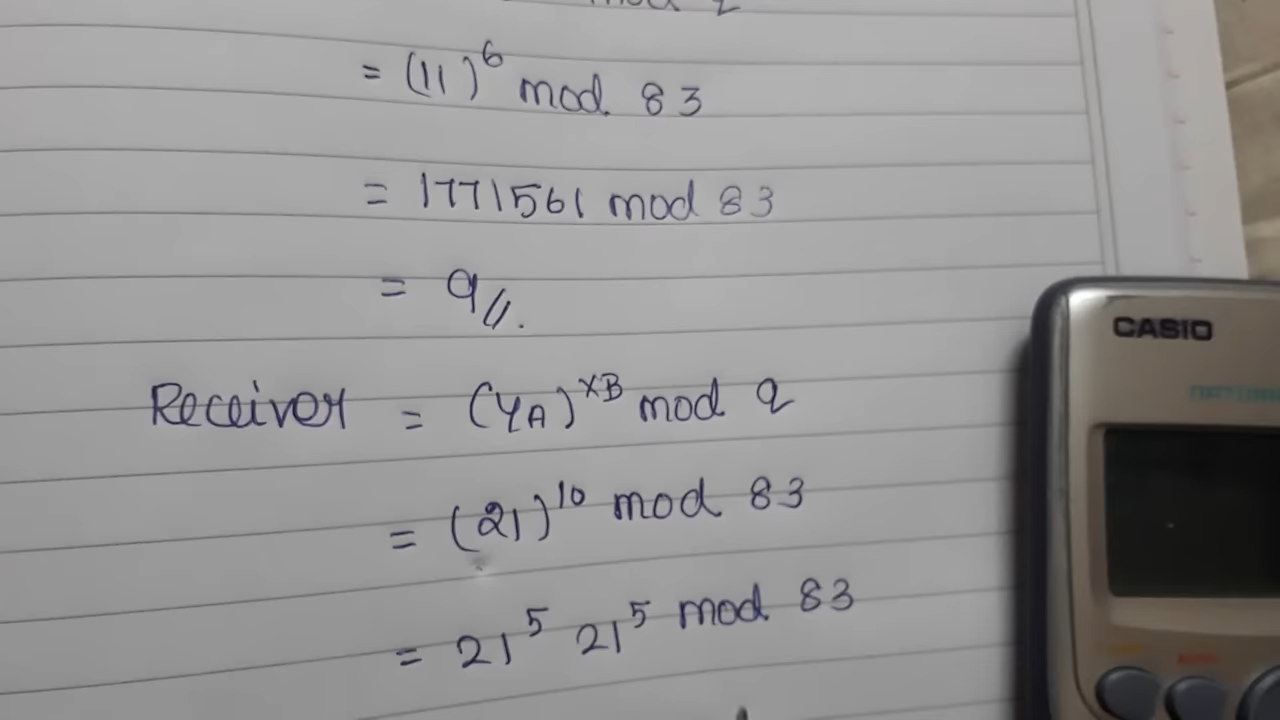 = (11)^6 mod 83
= 1771561 mod 83
= 9//.
Receiver = (YA)^XB mod q
= (21)^10 mod 83
= 21^5 21^5 mod 83
CASIO